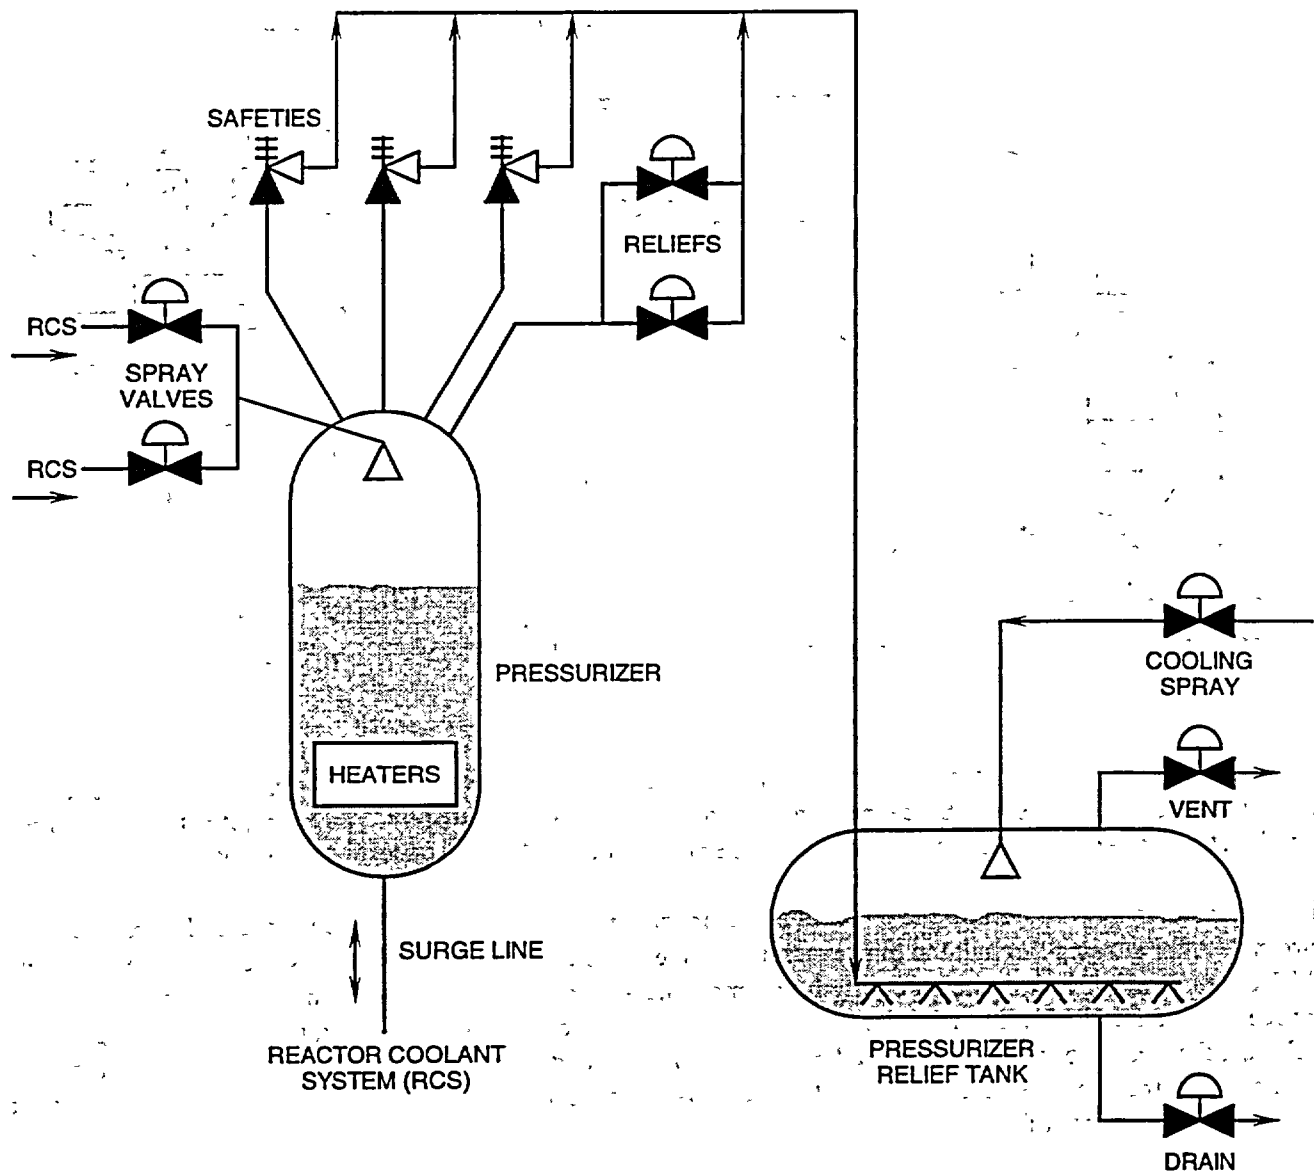 SAFETIES
RELIEFS
RCS
SPRAY
VALVES
RCS
PRESSURIZER
HEATERS
COOLING
SPRAY
VENT
SURGE LINE
REACTOR COOLANT
SYSTEM (RCS)
PRESSURIZER
RELIEF TANK
DRAIN